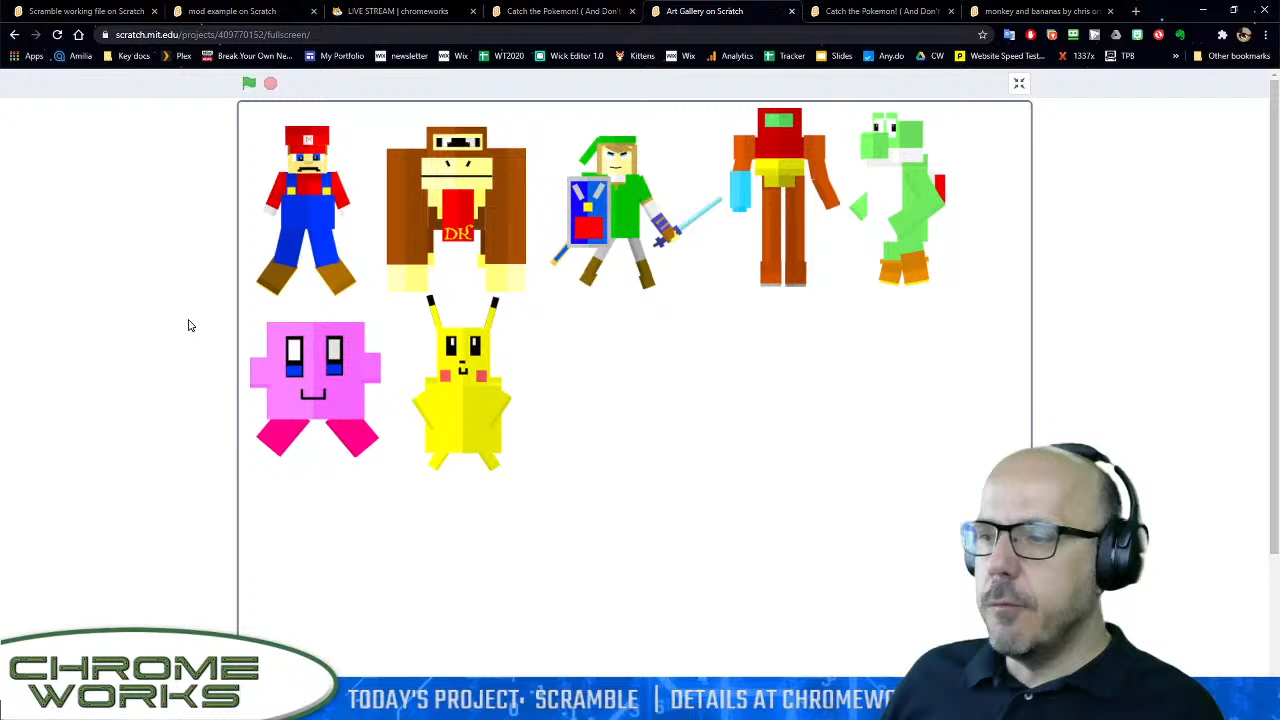 Scramble working file on Scratch
mod example on Scratch
LIVE STREAM | chromeworks
Catch the Pokemon! ( And Don't
Art Gallery on Scratch
Catch the Pokemon! ( And Don't
monkey and bananas by chris on
scratch.mit.edu/projects/409770152/fullscreen/
Apps
Amilia
Key docs
Plex
Break Your Own Ne...
My Portfolio
newsletter
Wix
WT2020
Wick Editor 1.0
Kittens
Wix
Analytics
Tracker
Slides
Any.do
CW
Website Speed Test...
1337x
TPB
Other bookmarks
DK
CHROME
WORKS
TODAY'S PROJECT: SCRAMBLE | DETAILS AT CHROMEWO